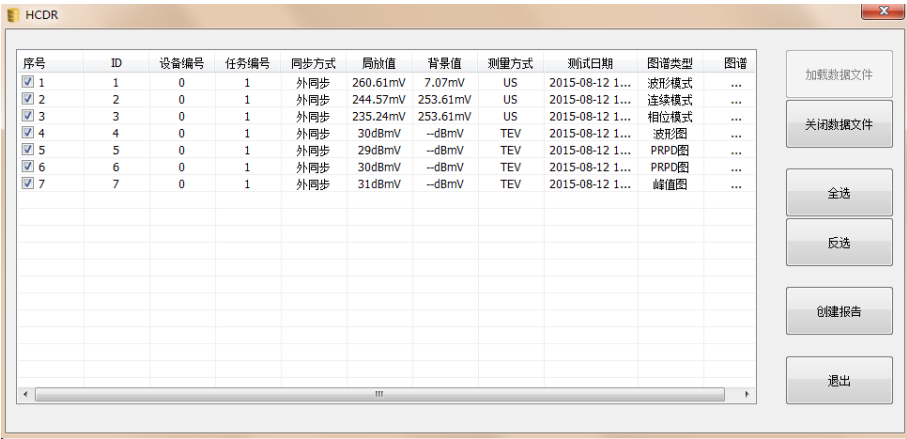 HCDR
序号 ID 设备编号 任务编号 同步方式 局放值 背景值 测量方式 测试日期 图谱类型 图谱
1 1 0 1 外同步 260.61mV 7.07mV US 2015-08-12 1... 波形模式 ...
2 2 0 1 外同步 244.57mV 253.61mV US 2015-08-12 1... 连续模式 ...
3 3 0 1 外同步 235.24mV 253.61mV US 2015-08-12 1... 相位模式 ...
4 4 0 1 外同步 30dBmV --dBmV TEV 2015-08-12 1... 波形图 ...
5 5 0 1 外同步 29dBmV --dBmV TEV 2015-08-12 1... PRPD图 ...
6 6 0 1 外同步 30dBmV --dBmV TEV 2015-08-12 1... PRPD图 ...
7 7 0 1 外同步 31dBmV --dBmV TEV 2015-08-12 1... 峰值图 ...
加载数据文件
关闭数据文件
全选
反选
创建报告
退出